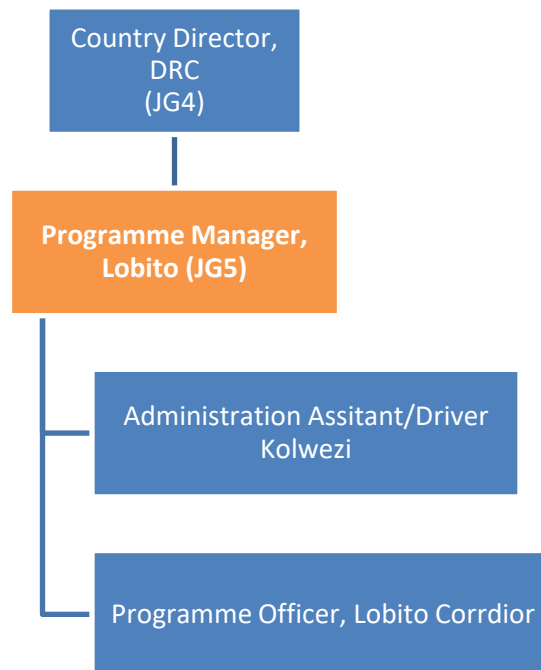 Country Director,
DRC
(JG4)
Programme Manager,
Lobito (JG5)
Administration Assitant/Driver
Kolwezi
Programme Officer, Lobito Corrdior